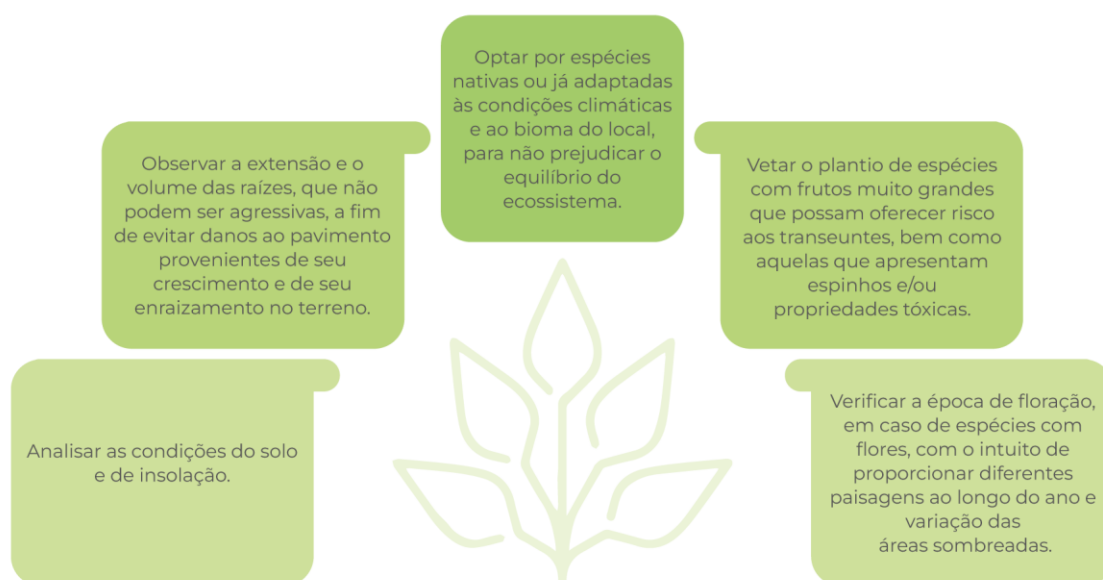 Analisar as condições do solo
e de insolação.
Observar a extensão e o
volume das raízes, que não
podem ser agressivas, a fim
de evitar danos ao pavimento
provenientes de seu
crescimento e de seu
enraizamento no terreno.
Optar por espécies
nativas ou já adaptadas
às condições climáticas
e ao bioma do local,
para não prejudicar o
equilíbrio do
ecossistema.
Vetar o plantio de espécies
com frutos muito grandes
que possam oferecer risco
aos transeuntes, bem como
aquelas que apresentam
espinhos e/ou
propriedades tóxicas.
Verificar a época de floração,
em caso de espécies com
flores, com o intuito de
proporcionar diferentes
paisagens ao longo do ano e
variação das
áreas sombreadas.